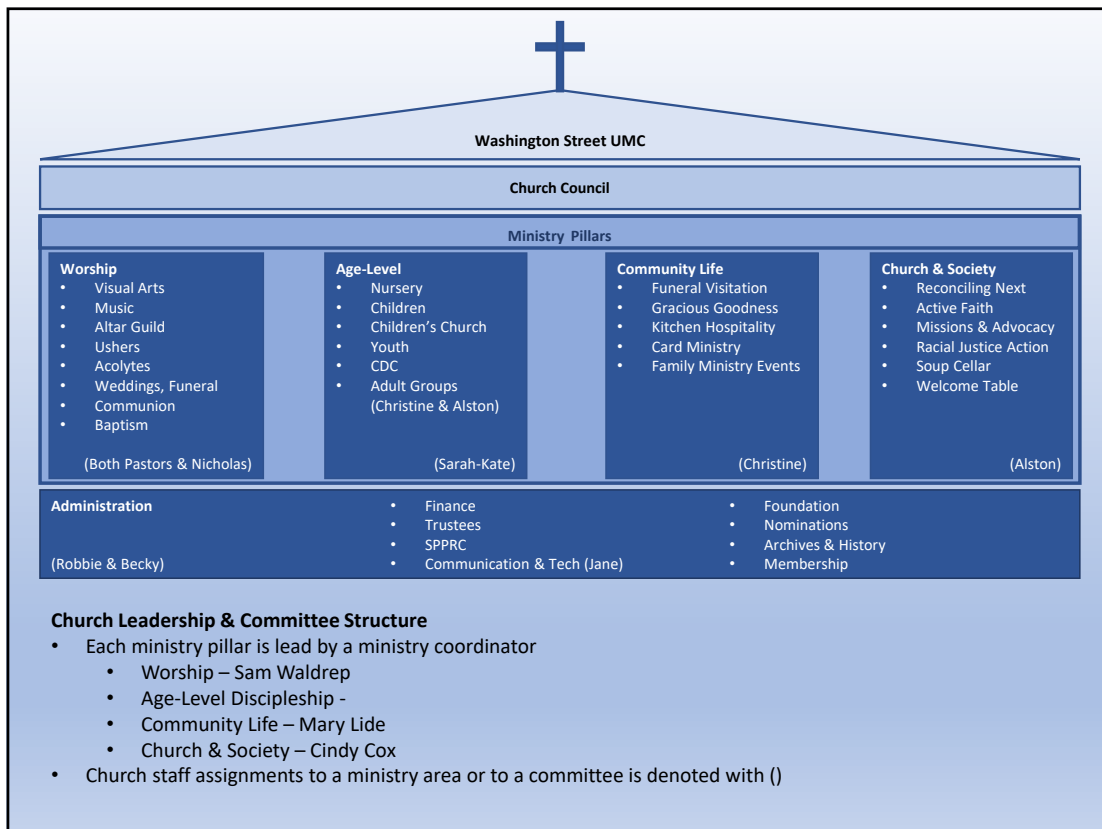 Washington Street UMC
Church Council
Ministry Pillars
Worship
• Visual Arts
• Music
• Altar Guild
• Ushers
• Acolytes
• Weddings, Funeral
• Communion
• Baptism
(Both Pastors & Nicholas)
Age-Level
• Nursery
• Children
• Children’s Church
• Youth
• CDC
• Adult Groups
(Christine & Alston)
(Sarah-Kate)
Community Life
• Funeral Visitation
• Gracious Goodness
• Kitchen Hospitality
• Card Ministry
• Family Ministry Events
(Christine)
Church & Society
• Reconciling Next
• Active Faith
• Missions & Advocacy
• Racial Justice Action
• Soup Cellar
• Welcome Table
(Alston)
Administration
(Robbie & Becky)
• Finance
• Trustees
• SPPRC
• Communication & Tech (Jane)
• Foundation
• Nominations
• Archives & History
• Membership
Church Leadership & Committee Structure
• Each ministry pillar is lead by a ministry coordinator
• Worship – Sam Waldrep
• Age-Level Discipleship -
• Community Life – Mary Lide
• Church & Society – Cindy Cox
• Church staff assignments to a ministry area or to a committee is denoted with ()